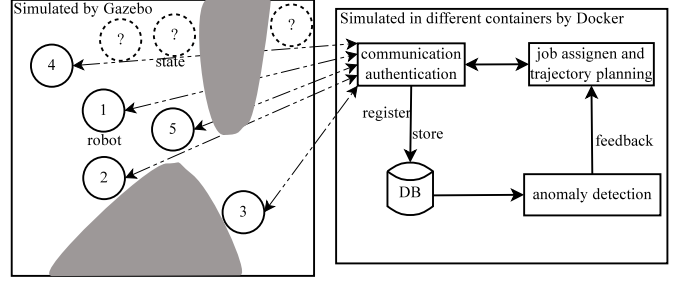 Simulated by Gazebo
?
?
?
state
4
1
robot
5
2
3
Simulated in different containers by Docker
communication
authentication
job assignen and
trajectory planning
register
store
feedback
DB
anomaly detection